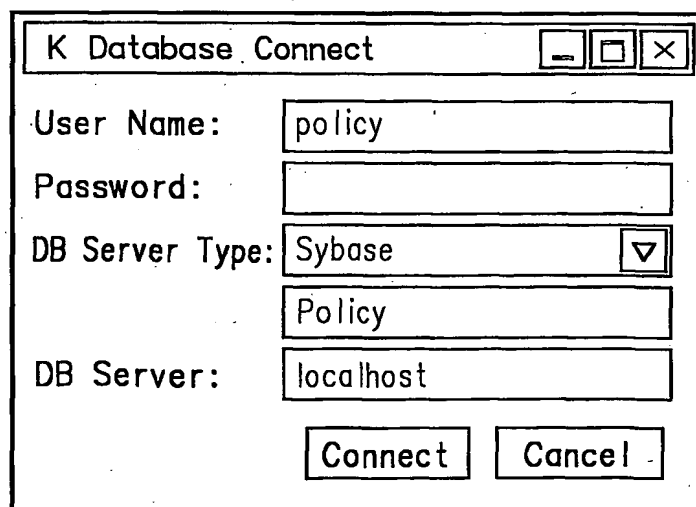 K Database Connect
User Name: policy
Password:
DB Server Type: Sybase
Policy
DB Server: localhost
Connect Cancel